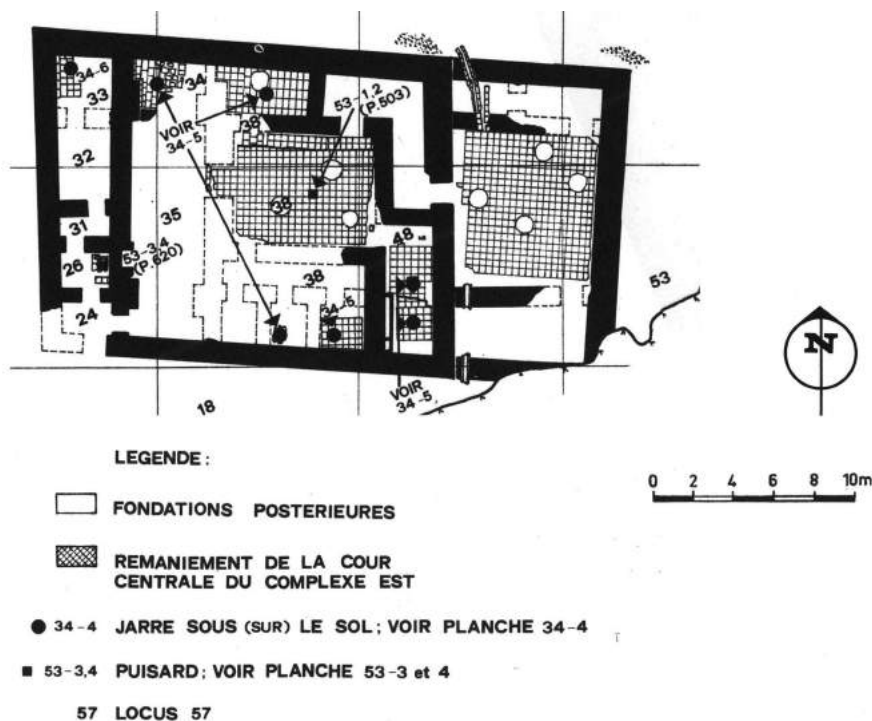 34-6
34
33
VOIR
34-5
38
53-1,2
(P.503)
32
38
35
31
53-3,4
(P.620)
26
48
38
34-5
53
24
VOIR
34-5
18
N
LEGENDE :
FONDATIONS POSTERIEURES
REMANIEMENT DE LA COUR
CENTRALE DU COMPLEXE EST
34-4 JARRE SOUS (SUR) LE SOL; VOIR PLANCHE 34-4
53-3,4 PUISARD; VOIR PLANCHE 53-3 et 4
57 LOCUS 57
0 2 4 6 8 10m